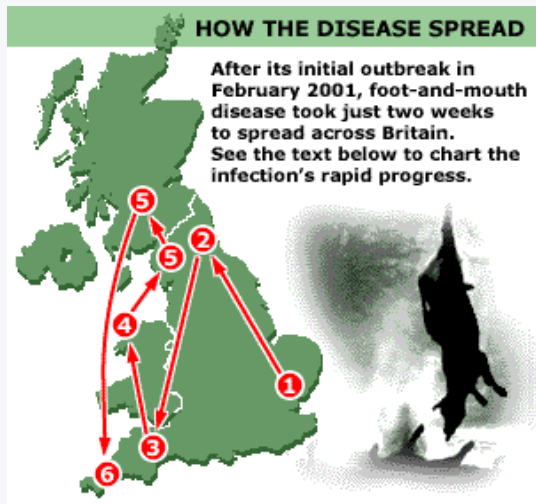 HOW THE DISEASE SPREAD
After its initial outbreak in
February 2001, foot-and-mouth
disease took just two weeks
to spread across Britain.
See the text below to chart the
infection's rapid progress.
5
2
5
4
1
3
6